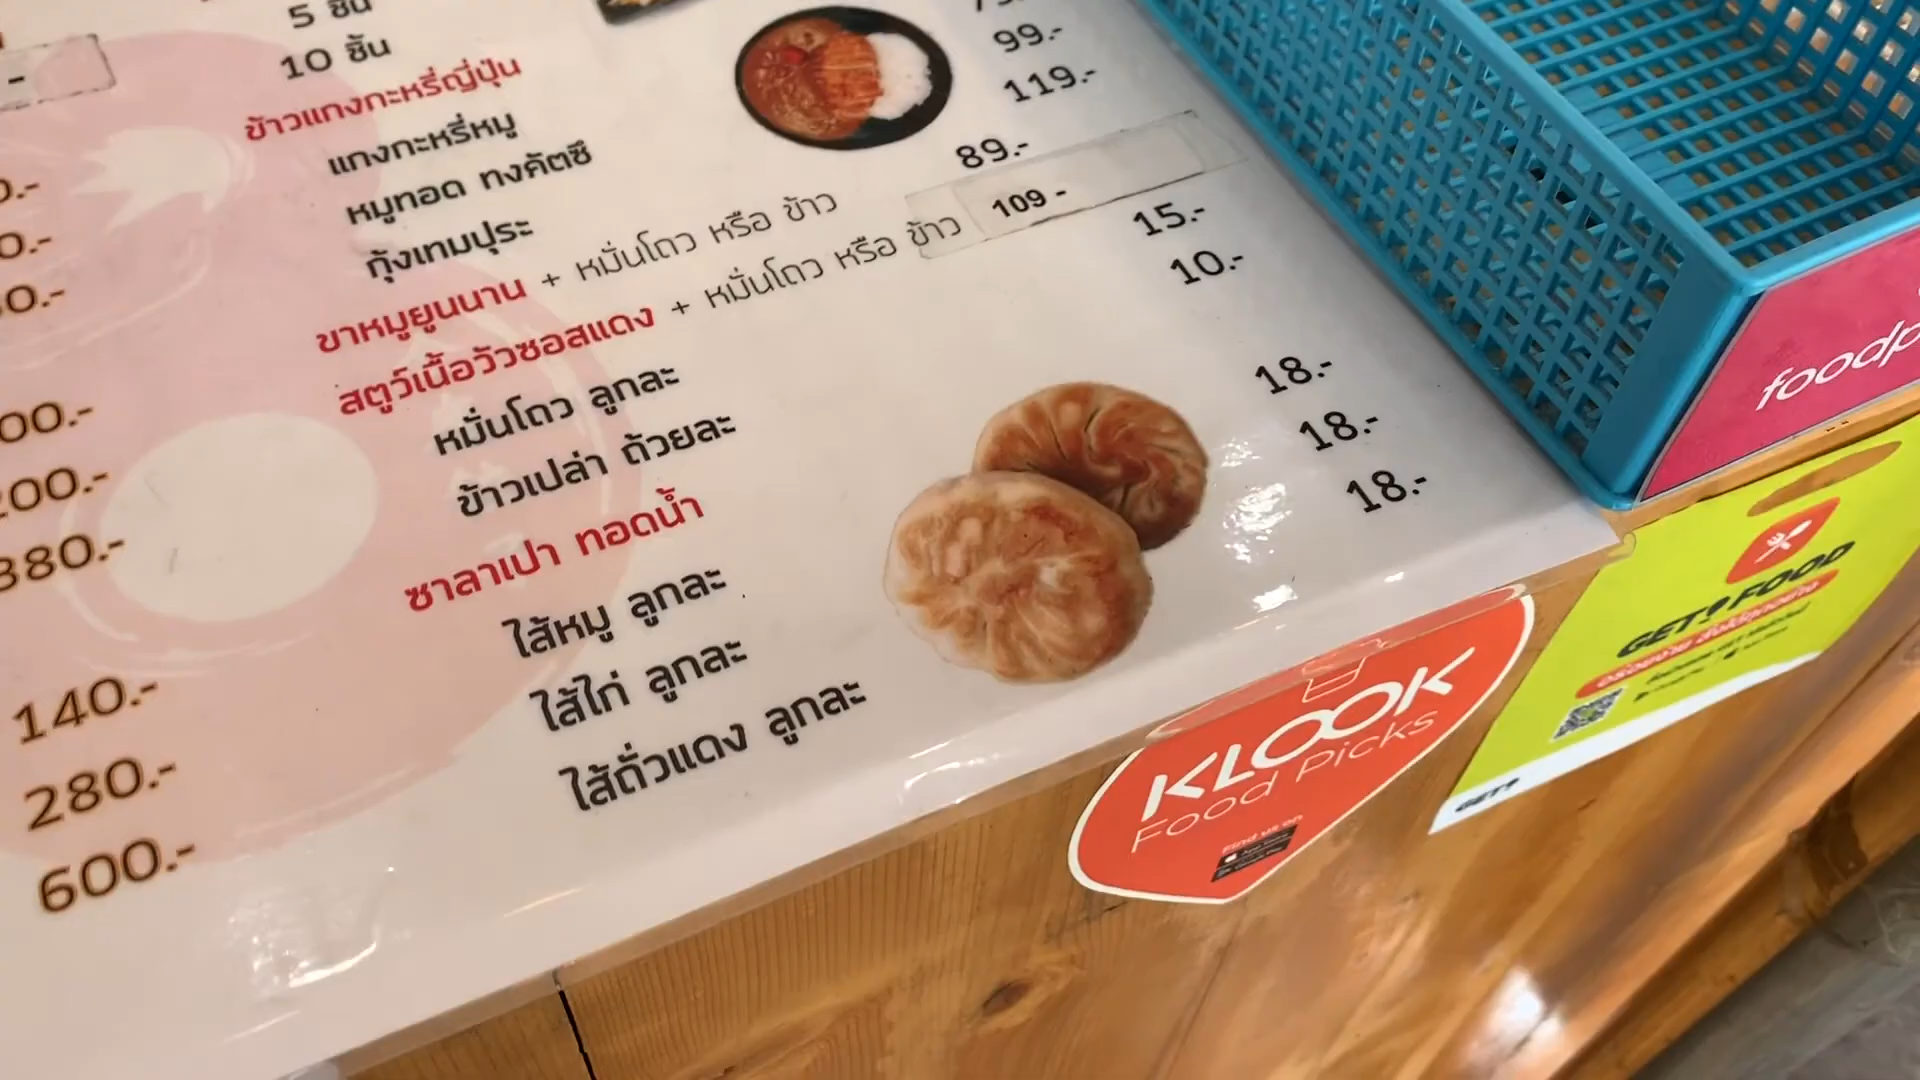 5 ชิ้น
10 ชิ้น
ข้าวแกงกะหรี่ญี่ปุ่น
แกงกะหรี่หมู
หมูทอด ทงคัตซึ 99.-
กุ้งเทมปุระ 119.-
ขาหมูยูนนาน + หมั่นโถว หรือ ข้าว 89.-
สตูว์เนื้อวัวซอสแดง + หมั่นโถว หรือ ข้าว 109 -
หมั่นโถว ลูกละ 15.-
ข้าวเปล่า ถ้วยละ 10.-
ซาลาเปา ทอดน้ำ
ไส้หมู ลูกละ 18.-
ไส้ไก่ ลูกละ 18.-
ไส้ถั่วแดง ลูกละ 18.-
140.-
280.-
600.-
KLOOK
Food Picks
Find us on
foodp
GET FOOD
GET